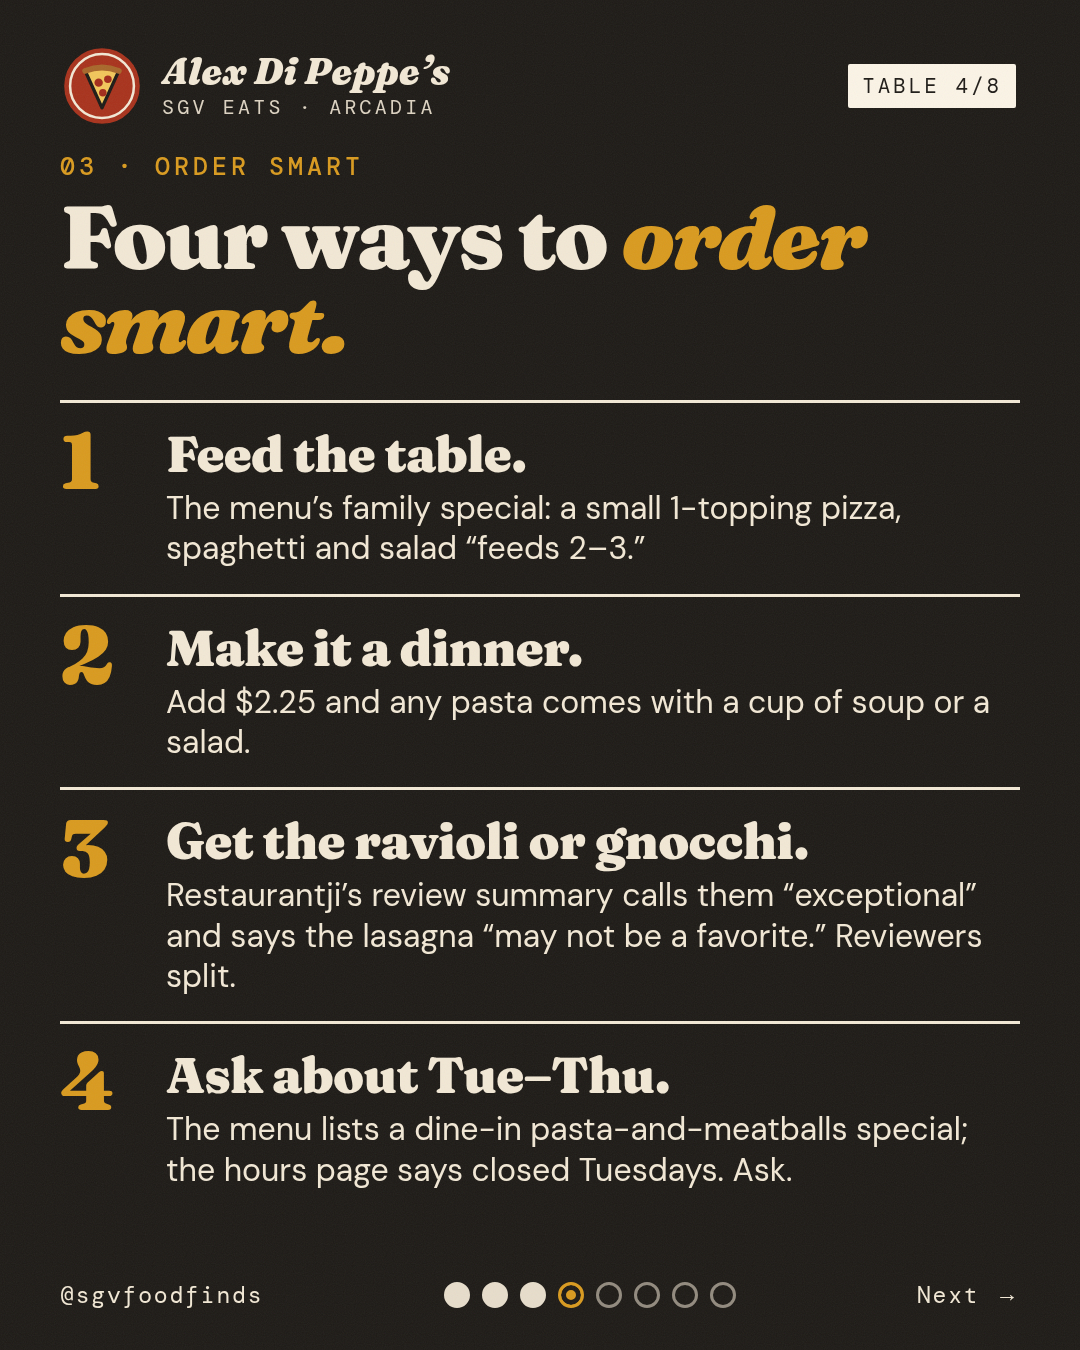 Alex Di Peppe’s
SGV EATS · ARCADIA
TABLE 4/8
03 · ORDER SMART
Four ways to order
smart.
1
Feed the table.
The menu’s family special: a small 1-topping pizza,
spaghetti and salad “feeds 2–3.”
2
Make it a dinner.
Add $2.25 and any pasta comes with a cup of soup or a
salad.
3
Get the ravioli or gnocchi.
Restaurantji’s review summary calls them “exceptional”
and says the lasagna “may not be a favorite.” Reviewers
split.
4
Ask about Tue–Thu.
The menu lists a dine-in pasta-and-meatballs special;
the hours page says closed Tuesdays. Ask.
@sgvfoodfinds
Next →